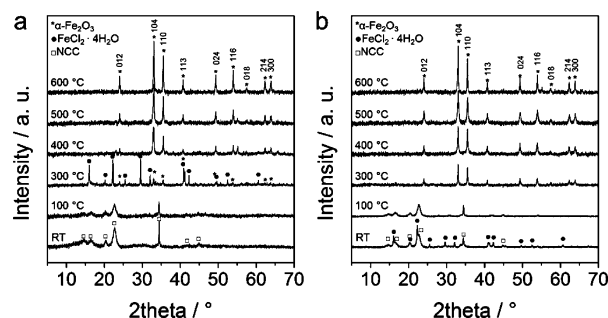 a
*α-Fe₂O₃
●FeCl₂ · 4H₂O
□NCC
012
104
110
113
024
116
018
214
300
600 °C
500 °C
400 °C
300 °C
100 °C
RT
Intensity / a. u.
10 20 30 40 50 60 70
2theta / °
b
*α-Fe₂O₃
● FeCl₂ · 4H₂O
□NCC
012
104
110
113
024
116
018
214
300
600 °C
500 °C
400 °C
300 °C
100 °C
RT
Intensity / a. u.
10 20 30 40 50 60 70
2theta / °